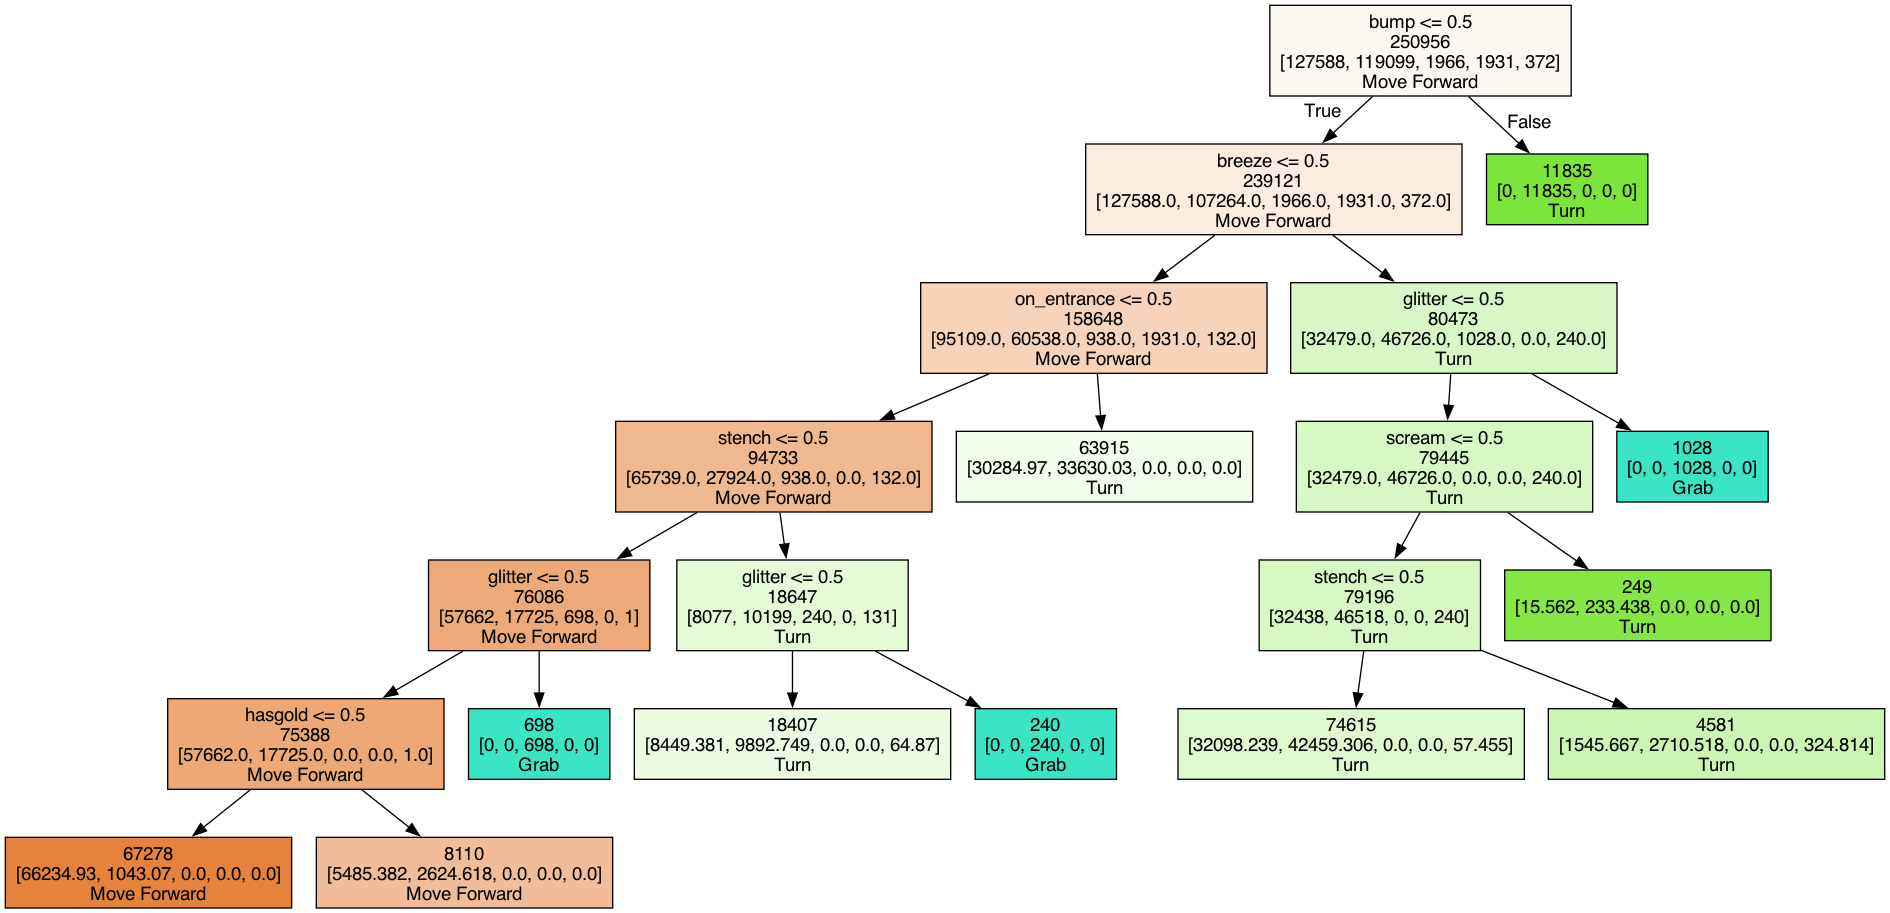 bump <= 0.5
250956
[127588, 119099, 1966, 1931, 372]
Move Forward
True
False
breeze <= 0.5
239121
[127588.0, 107264.0, 1966.0, 1931.0, 372.0]
Move Forward
11835
[0, 11835, 0, 0, 0]
Turn
on_entrance <= 0.5
158648
[95109.0, 60538.0, 938.0, 1931.0, 132.0]
Move Forward
glitter <= 0.5
80473
[32479.0, 46726.0, 1028.0, 0.0, 240.0]
Turn
stench <= 0.5
94733
[65739.0, 27924.0, 938.0, 0.0, 132.0]
Move Forward
63915
[30284.97, 33630.03, 0.0, 0.0, 0.0]
Turn
scream <= 0.5
79445
[32479.0, 46726.0, 0.0, 0.0, 240.0]
Turn
1028
[0, 0, 1028, 0, 0]
Grab
glitter <= 0.5
76086
[57662, 17725, 698, 0, 1]
Move Forward
glitter <= 0.5
18647
[8077, 10199, 240, 0, 131]
Turn
stench <= 0.5
79196
[32438, 46518, 0, 0, 240]
Turn
249
[15.562, 233.438, 0.0, 0.0, 0.0]
Turn
hasgold <= 0.5
75388
[57662.0, 17725.0, 0.0, 0.0, 1.0]
Move Forward
698
[0, 0, 698, 0, 0]
Grab
18407
[8449.381, 9892.749, 0.0, 0.0, 64.87]
Turn
240
[0, 0, 240, 0, 0]
Grab
74615
[32098.239, 42459.306, 0.0, 0.0, 57.455]
Turn
4581
[1545.667, 2710.518, 0.0, 0.0, 324.814]
Turn
67278
[66234.93, 1043.07, 0.0, 0.0, 0.0]
Move Forward
8110
[5485.382, 2624.618, 0.0, 0.0, 0.0]
Move Forward